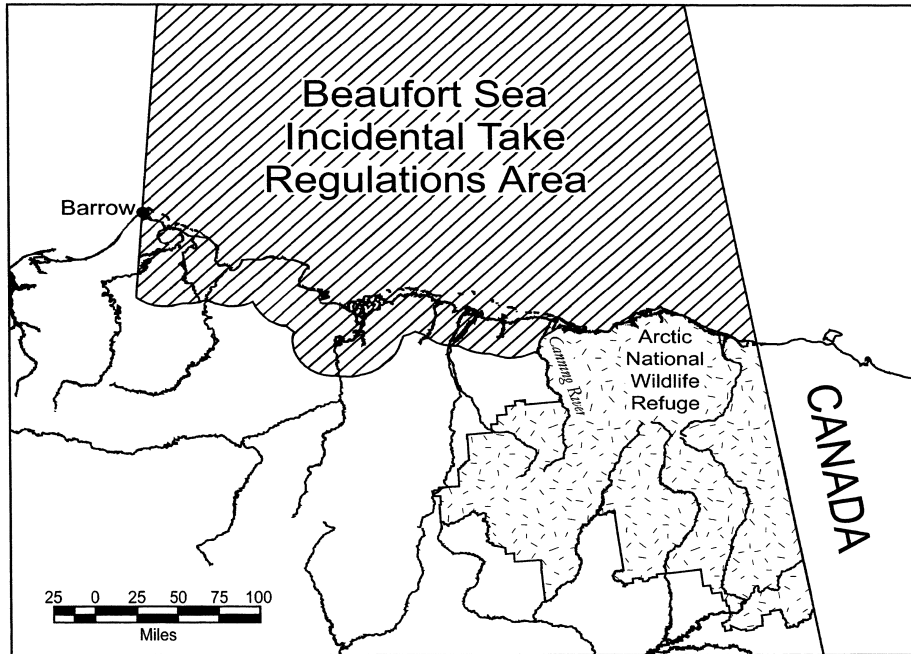 Beaufort Sea
Incidental Take
Regulations Area
Barrow
Canning River
Arctic
National
Wildlife
Refuge
CANADA
25 0 25 50 75 100
Miles